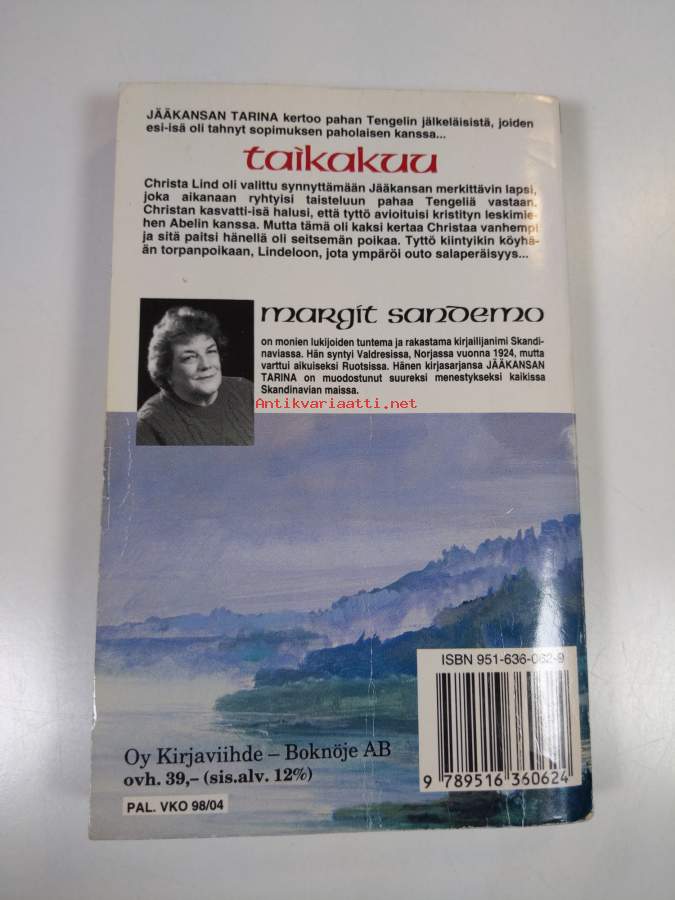 JÄÄKANSAN TARINA kertoo pahan Tengelin jälkeläisistä, joiden
esi-isä oli tahnyt sopimuksen paholaisen kanssa...
taikakuu
Christa Lind oli valittu synnyttämään Jääkansan merkittävin lapsi,
joka aikanaan ryhtyisi taisteluun pahaa Tengeliä vastaan.
Christan kasvatti-isä halusi, että tyttö avioituisi kristityn leskimie-
hen Abelin kanssa. Mutta tämä oli kaksi kertaa Christaa vanhempi
ja sitä paitsi hänellä oli seitsemän poikaa. Tyttö kiintyikin köyhä-
än torpanpoikaan, Lindeloon, jota ympäröi outo salaperäisyys...
margit sandemo
on monien lukijoiden tuntema ja rakastama kirjailijanimi Skandi-
naviassa. Hän syntyi Valdresissa, Norjassa vuonna 1924, mutta
varttui aikuiseksi Ruotsissa. Hänen kirjasarjansa JÄÄKANSAN
TARINA on muodostunut suureksi menestykseksi kaikissa
Skandinavian maissa.
Antikvariaatti.net
ISBN 951-636-062-9
Oy Kirjaviihde – Boknöje AB
ovh. 39,– (sis.alv. 12%)
9 789516 360624
PAL. VKO 98/04